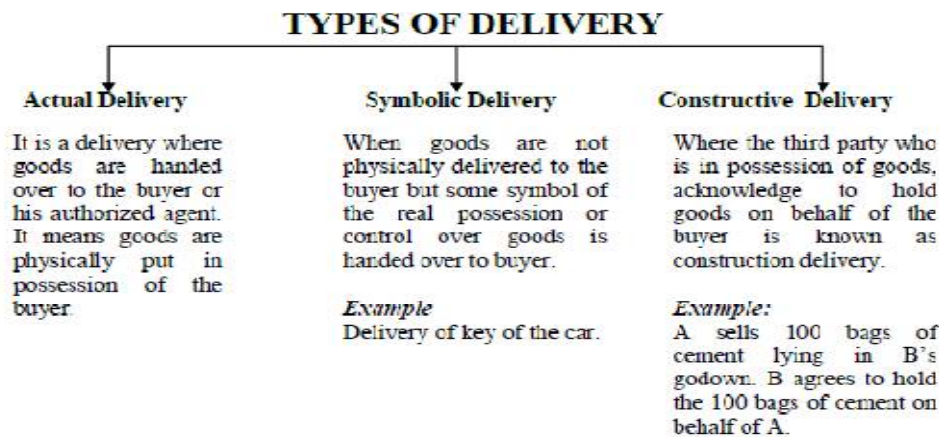 TYPES OF DELIVERY
Actual Delivery
It is a delivery where
goods are handed
over to the buyer or
his authorized agent.
It means goods are
physically put in
possession of the
buyer.
Symbolic Delivery
When goods are not
physically delivered to the
buyer but some symbol of
the real possession or
control over goods is
handed over to buyer.
Example
Delivery of key of the car.
Constructive Delivery
Where the third party who
is in possession of goods,
acknowledge to hold
goods on behalf of the
buyer is known as
construction delivery.
Example:
A sells 100 bags of
cement lying in B's
godown. B agrees to hold
the 100 bags of cement on
behalf of A.